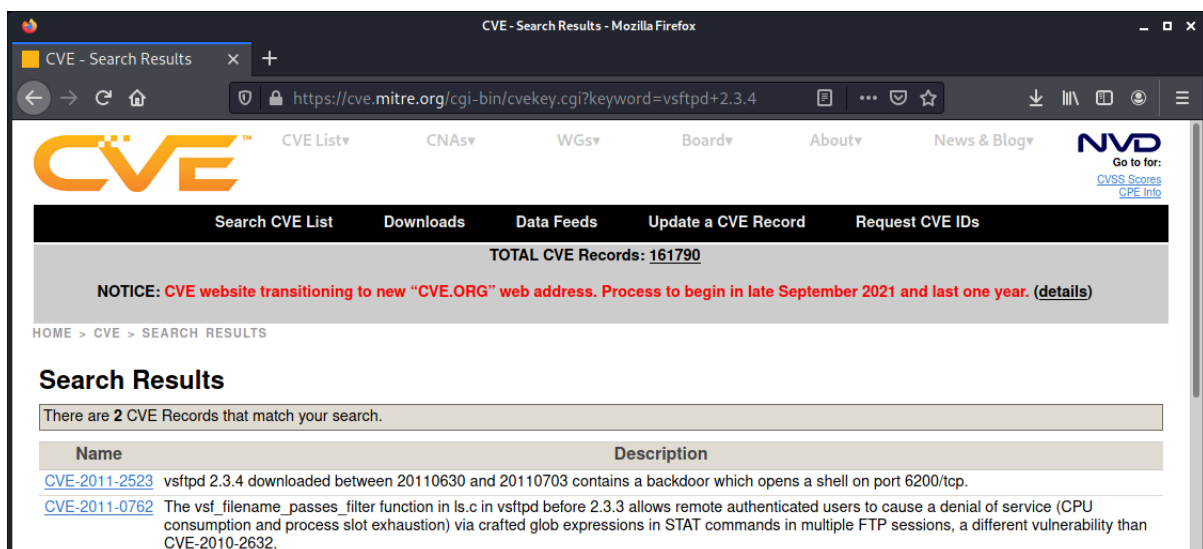 CVE - Search Results - Mozilla Firefox
CVE - Search Results
https://cve.mitre.org/cgi-bin/cvekey.cgi?keyword=vsftpd+2.3.4
CVE™ CVE List▾ CNAs▾ WGs▾ Board▾ About▾ News & Blog▾ NVD
Go to for:
CVSS Scores
CPE Info
Search CVE List Downloads Data Feeds Update a CVE Record Request CVE IDs
TOTAL CVE Records: 161790
NOTICE: CVE website transitioning to new “CVE.ORG” web address. Process to begin in late September 2021 and last one year. (details)
HOME > CVE > SEARCH RESULTS
Search Results
There are 2 CVE Records that match your search.
Name Description
CVE-2011-2523 vsftpd 2.3.4 downloaded between 20110630 and 20110703 contains a backdoor which opens a shell on port 6200/tcp.
CVE-2011-0762 The vsf_filename_passes_filter function in ls.c in vsftpd before 2.3.3 allows remote authenticated users to cause a denial of service (CPU
consumption and process slot exhaustion) via crafted glob expressions in STAT commands in multiple FTP sessions, a different vulnerability than
CVE-2010-2632.